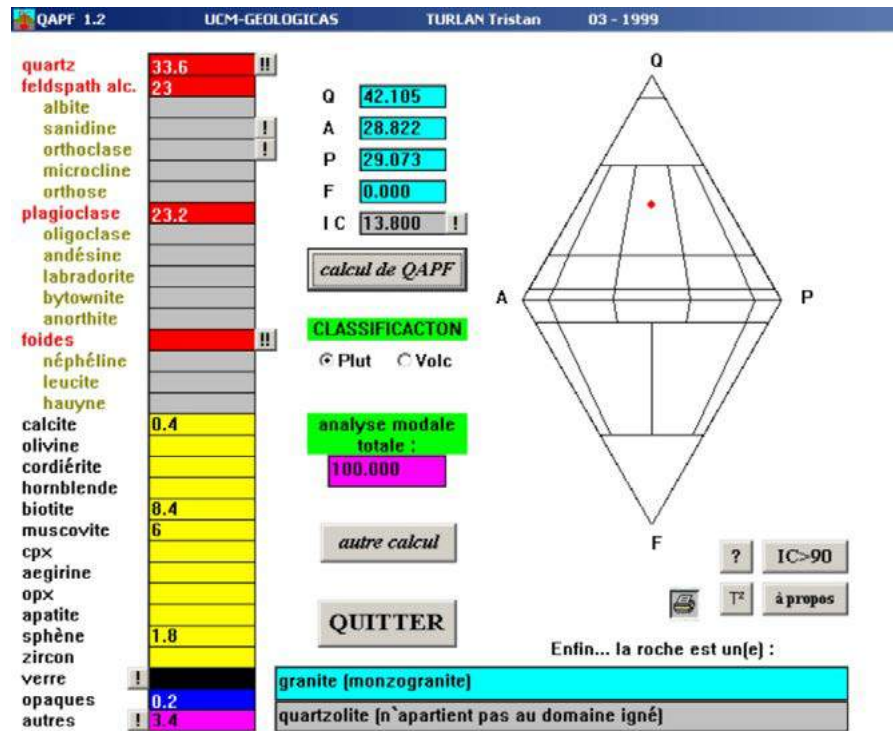 QAPF 1.2 UCM-GEOLOGICAS TURLAN Tristan 03 - 1999
quartz 33.6 !!
feldspath alc. 23
albite
sanidine !
orthoclase !
microcline
orthose
plagioclase 23.2
oligoclase
andésine
labradorite
bytownite
anorthite
foides !!
néphéline
leucite
hauyne
calcite 0.4
olivine
cordiérite
hornblende
biotite 8.4
muscovite 6
cpx
aegirine
opx
apatite
sphène 1.8
zircon
verre !
opaques 0.2
autres ! 3.4
Q 42.105
A 28.822
P 29.073
F 0.000
I C 13.800 !
calcul de QAPF
CLASSIFICACTON
Plut Volc
analyse modale
totale :
100.000
autre calcul
QUITTER
Q
A P
F
? IC>90
T² à propos
Enfin... la roche est un(e) :
granite (monzogranite)
quartzolite (n`apartient pas au domaine igné)